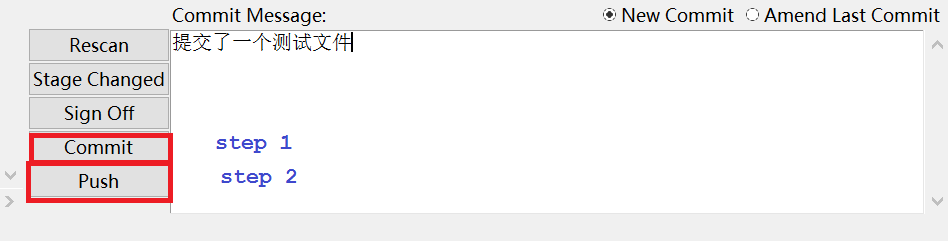 Commit Message:
New Commit
Amend Last Commit
Rescan
提交了一个测试文件
Stage Changed
Sign Off
Commit
step 1
Push
step 2